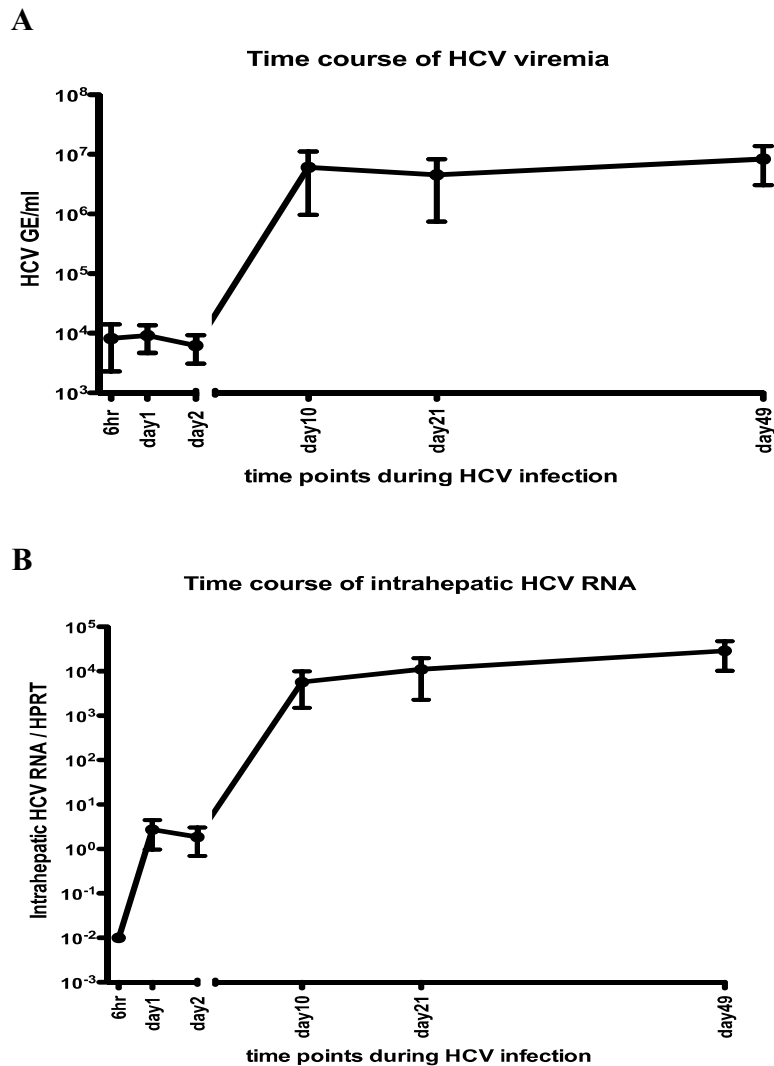 A
Time course of HCV viremia
HCV GE/ml
10⁸
10⁷
10⁶
10⁵
10⁴
10³
6hr
day1
day2
day10
day21
day49
time points during HCV infection
B
Time course of intrahepatic HCV RNA
Intrahepatic HCV RNA / HPRT
10⁵
10⁴
10³
10²
10¹
10⁰
10⁻¹
10⁻²
10⁻³
6hr
day1
day2
day10
day21
day49
time points during HCV infection